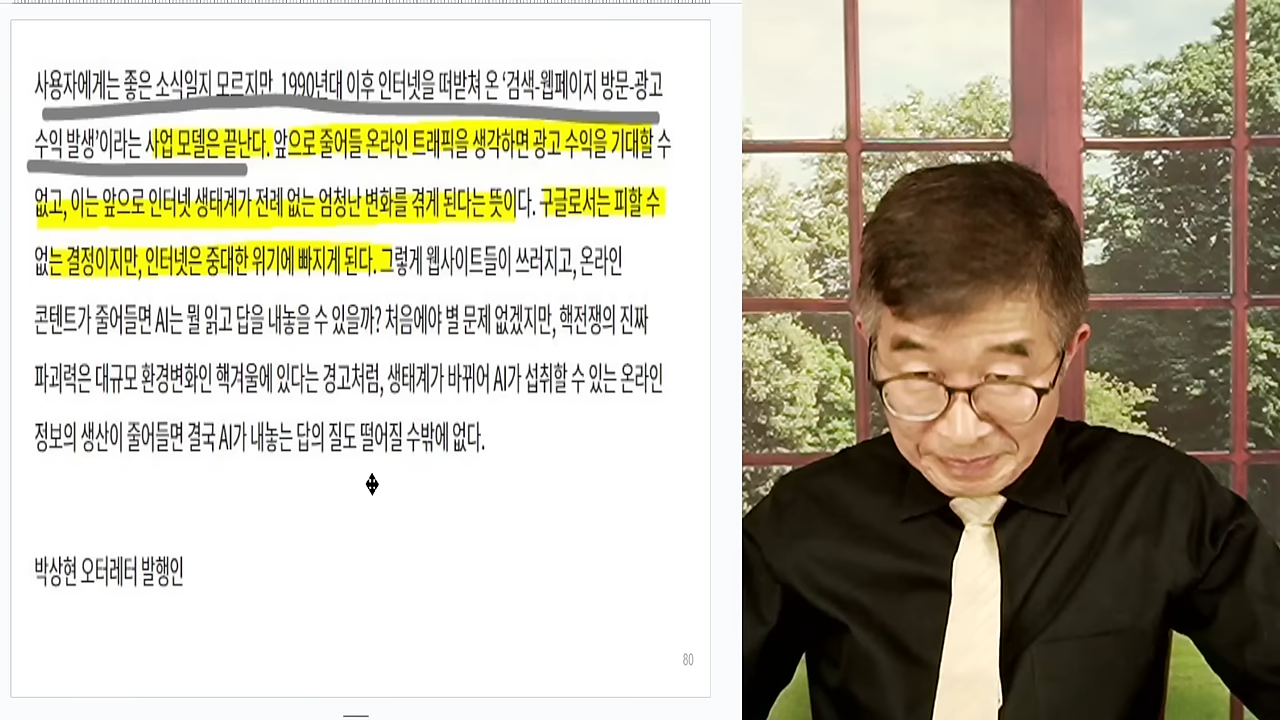 사용자에게는 좋은 소식일지 모르지만, 1990년대 이후 인터넷을 떠받쳐 온 ‘검색-웹페이지 방문-광고
수익 발생’이라는 사업 모델은 끝난다. 앞으로 줄어들 온라인 트래픽을 생각하면 광고 수익을 기대할 수
없고, 이는 앞으로 인터넷 생태계가 전례 없는 엄청난 변화를 겪게 된다는 뜻이다. 구글로서는 피할 수
없는 결정이지만, 인터넷은 중대한 위기에 빠지게 된다. 그렇게 웹사이트들이 쓰러지고, 온라인
콘텐트가 줄어들면 AI는 뭘 읽고 답을 내놓을 수 있을까? 처음에야 별 문제 없겠지만, 핵전쟁의 진짜
파괴력은 대규모 환경변화인 핵겨울에 있다는 경고처럼, 생태계가 바뀌어 AI가 섭취할 수 있는 온라인
정보의 생산이 줄어들면 결국 AI가 내놓는 답의 질도 떨어질 수밖에 없다.
박상현 오터레터 발행인
80